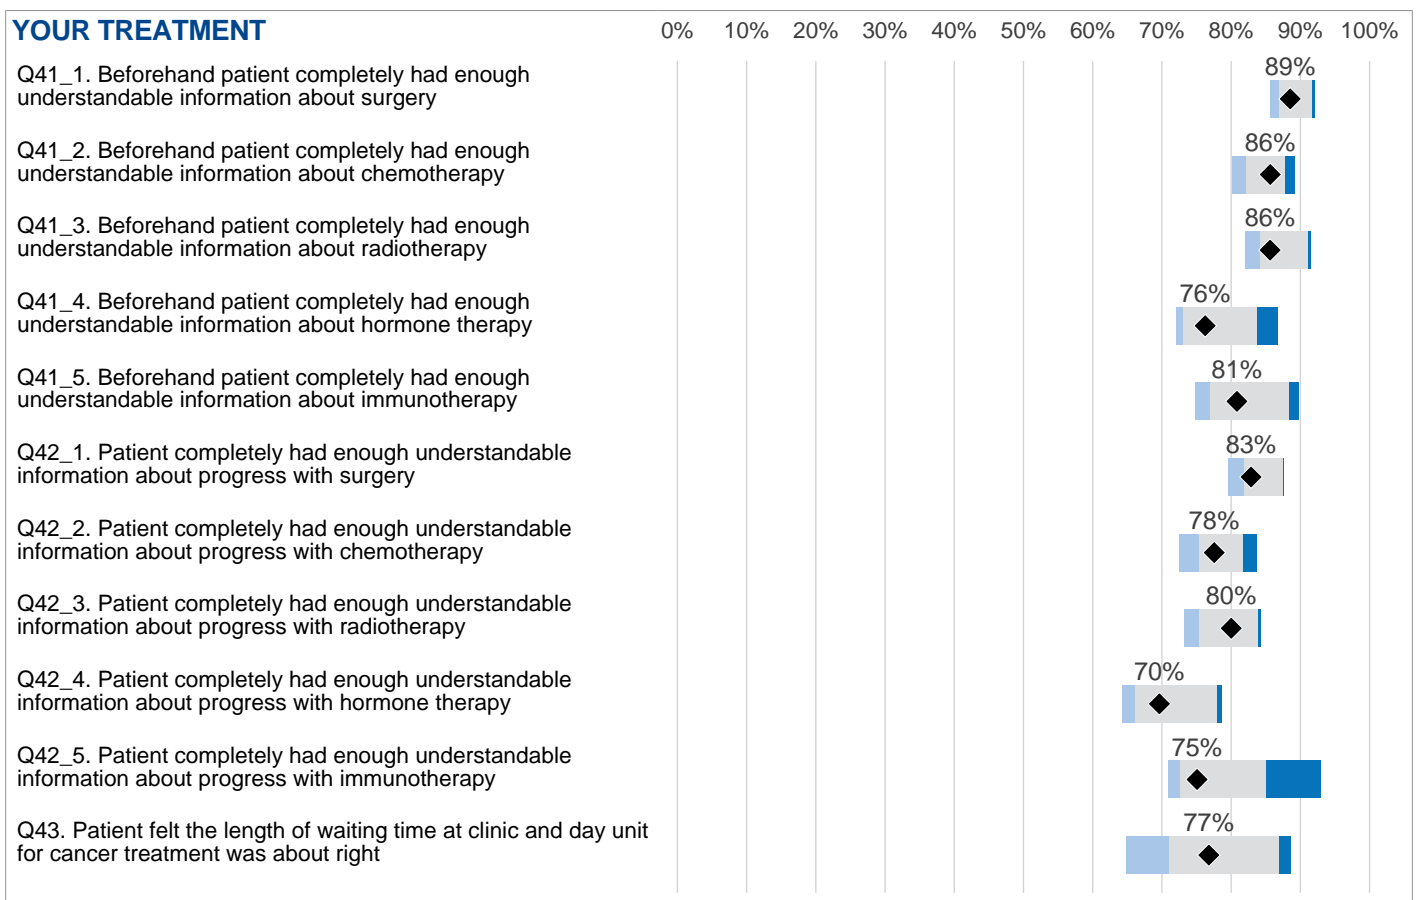 YOUR TREATMENT 0% 10% 20% 30% 40% 50% 60% 70% 80% 90% 100%
Q41_1. Beforehand patient completely had enough
understandable information about surgery
89%
Q41_2. Beforehand patient completely had enough
understandable information about chemotherapy
86%
Q41_3. Beforehand patient completely had enough
understandable information about radiotherapy
86%
Q41_4. Beforehand patient completely had enough
understandable information about hormone therapy
76%
Q41_5. Beforehand patient completely had enough
understandable information about immunotherapy
81%
Q42_1. Patient completely had enough understandable
information about progress with surgery
83%
Q42_2. Patient completely had enough understandable
information about progress with chemotherapy
78%
Q42_3. Patient completely had enough understandable
information about progress with radiotherapy
80%
Q42_4. Patient completely had enough understandable
information about progress with hormone therapy
70%
Q42_5. Patient completely had enough understandable
information about progress with immunotherapy
75%
Q43. Patient felt the length of waiting time at clinic and day unit
for cancer treatment was about right
77%